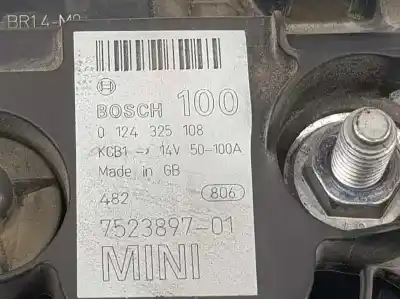 BR14-M8
BOSCH 100
0 124 325 108
KCB1 → 14V 50-100A
Made in GB
482 806
7523897-01
MINI